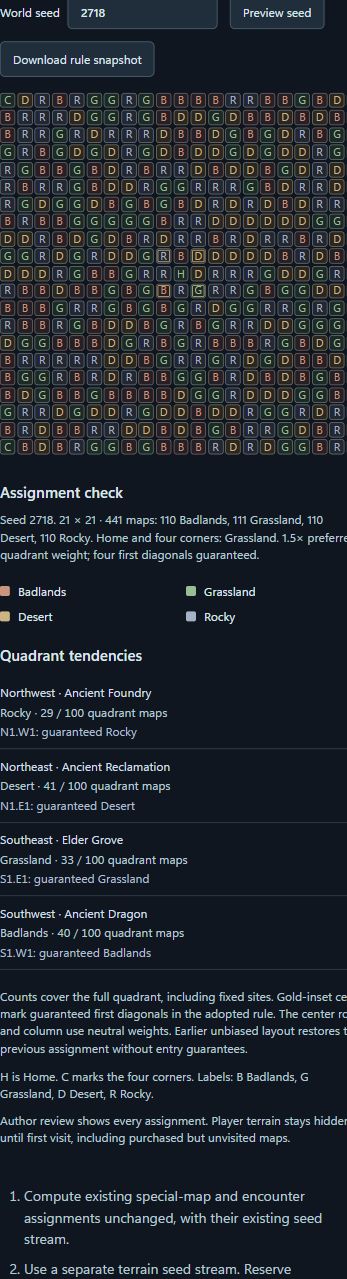 World seed 2718 Preview seed
Download rule snapshot
C D R B R G G R G B B B B R R B B G B D
B R R R D G G R G B D D G D B B D B D B
B R R G R D R R R D B B D G B G D R B G
G R B G D G D R G D B D D G D G D D R G
R G B B G R B D B R R D B D D B G D R D
R B R R G B D D R G G R R R G B D R R D
R G D G G D B G B G B D R D R D B D R R
B R B B G G G G B R R D D D D D D D G G
D D R B D G D B R D R R B R D R R B R D
G G R D G R D G G R B D D D D D B R D B
D D D R G B B G R R H D R R R G D D G R
R B B D B B G B G B R G R R G B G G D D
B B B G R R G B G B R D G G R R G R G R
R B B R G B D D B G R B G R R D D G G G
D G G B B B D R G D B R G B R R G B B D
B R R R R R D D B G R D R D G R G B B D
B G G R B R D R B B G G B R D B D D B R
B D G B B G B B B B D G G R D D G G G B
G R R D G D D R G D D B D D R G G R D R
B R D B B R R D D B D B G B R R G D B R
C B D B R G G B G B B B R R D R D G G B R
Assignment check
Seed 2718. 21 × 21 · 441 maps: 110 Badlands, 111 Grassland, 110
Desert, 110 Rocky. Home and four corners: Grassland. 1.5×
quadrant weight; four first diagonals guaranteed.
Badlands Grassland
Desert Rocky
Quadrant tendencies
Northwest · Ancient Foundry
Rocky · 29 / 100 quadrant maps
N1.W1: guaranteed Rocky
Northeast · Ancient Reclamation
Desert · 41 / 100 quadrant maps
N1.E1: guaranteed Desert
Southeast · Elder Grove
Grassland · 33 / 100 quadrant maps
S1.E1: guaranteed Grassland
Southwest · Ancient Dragon
Badlands · 40 / 100 quadrant maps
S1.W1: guaranteed Badlands
Counts cover the full quadrant, including fixed sites. Gold-inset
mark guaranteed first diagonals in the adopted rule. The center
and column use neutral weights. Earlier unbiased layout restores
previous assignment without entry guarantees.
H is Home. C marks the four corners. Labels: B Badlands, G
Grassland, D Desert, R Rocky.
Author review shows every assignment. Player terrain stays hidden
until first visit, including purchased but unvisited maps.
1. Compute existing special-map and encounter
assignments unchanged, with their existing seed
stream.
2. Use a separate terrain seed stream. Reserve